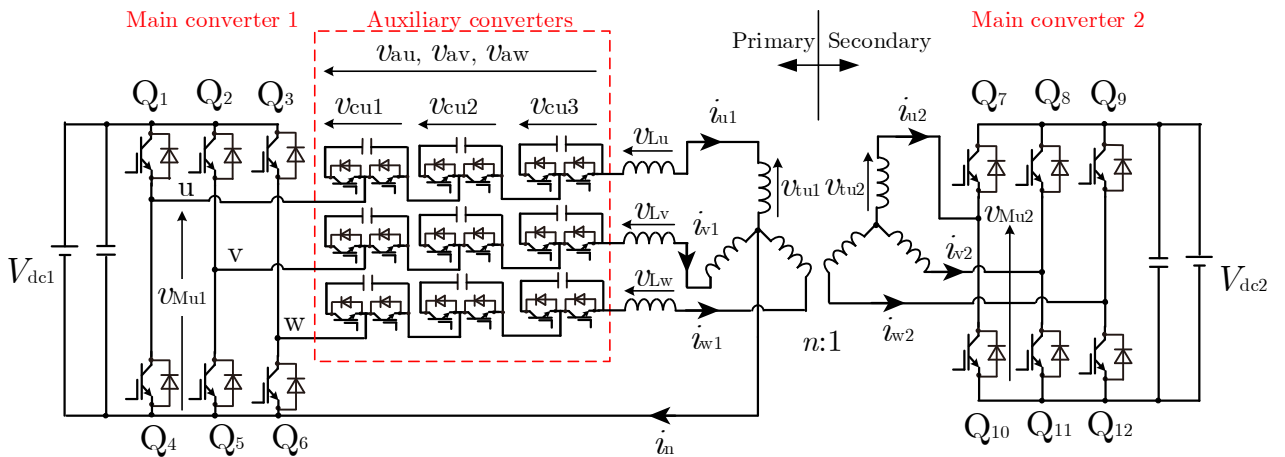 Main converter 1
Auxiliary converters
Main converter 2
Primary
Secondary
vau, vav, vaw
Q1
Q2
Q3
vcu1
vcu2
vcu3
Q7
Q8
Q9
vLu
iu1
iu2
u
vtu1
vtu2
vMu1
vLv
iv1
vMu2
v
iv2
Vdc1
vLw
Vdc2
w
iw1
n:1
iw2
Q4
Q5
Q6
in
Q10
Q11
Q12